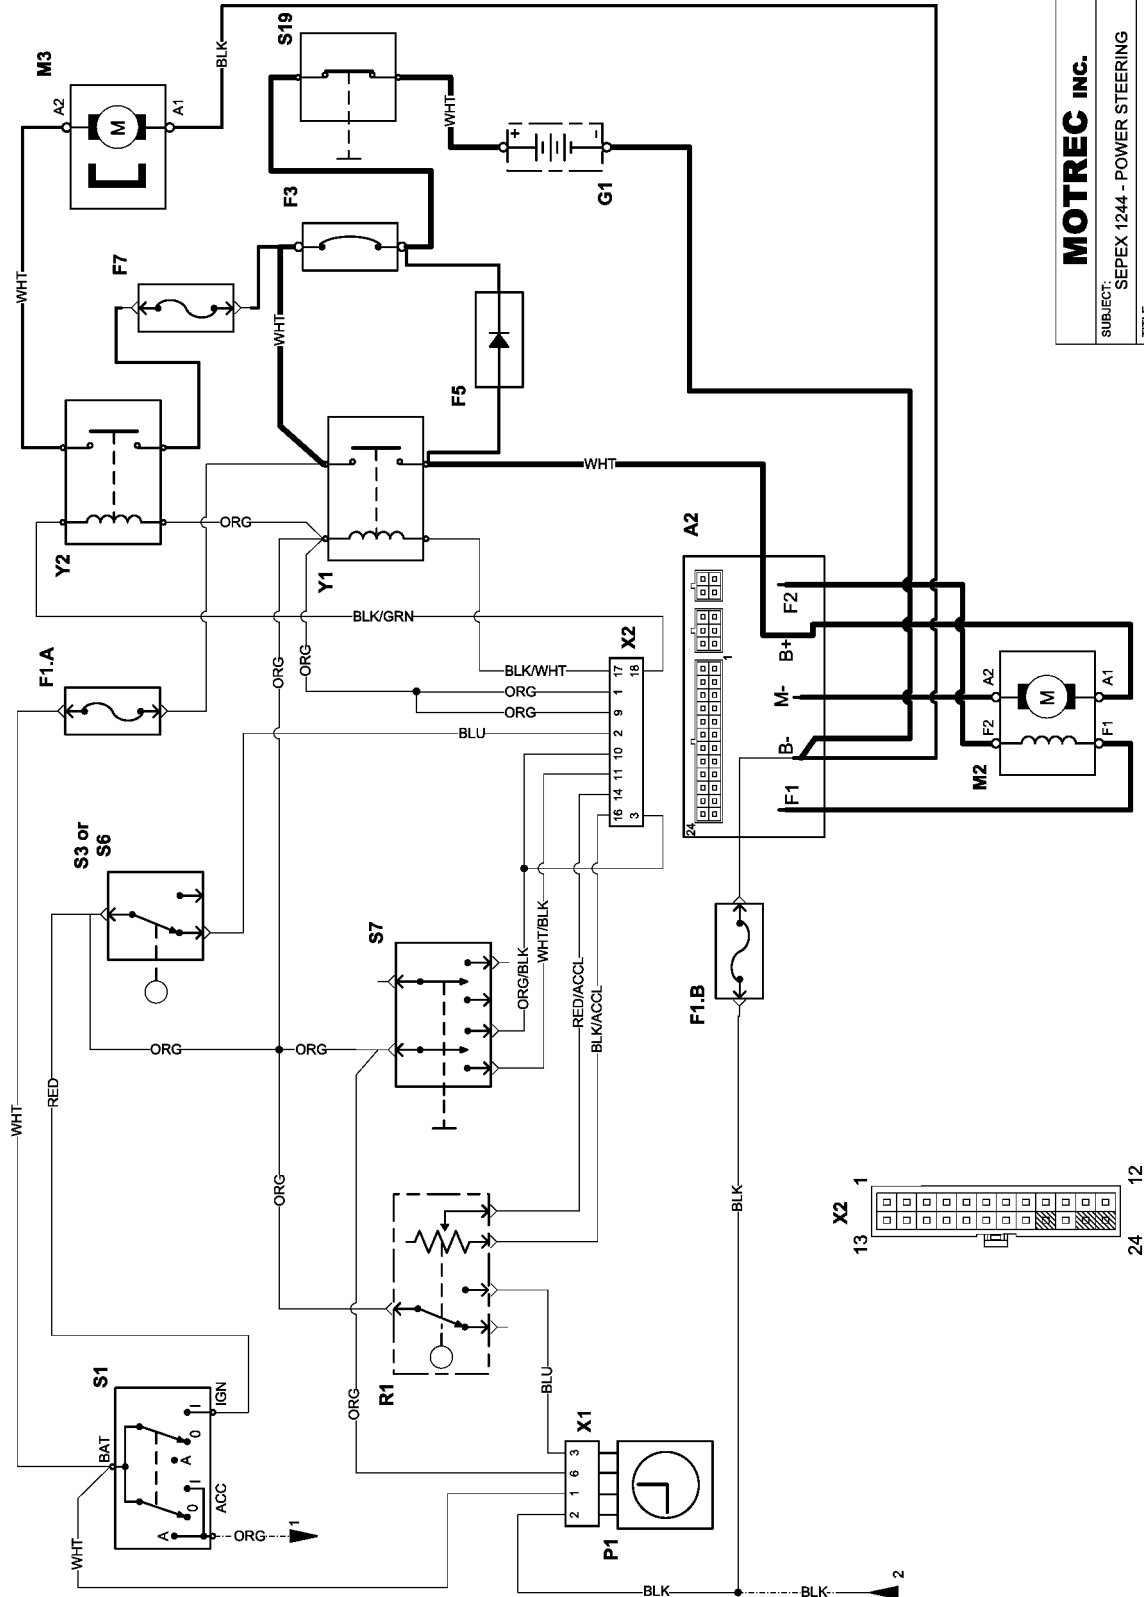 M3
A2
M
A1
BLK
S19
WHT
WHT
+
-
G1
F3
F7
WHT
F5
Y2
ORG
Y1
WHT
BLK/GRN
F1.A
ORG
ORG
BLK/WHT
ORG
ORG
BLU
X2
17
18
1
9
2
10
11
14
16
3
A2
1
24
F2
B+
M-
B-
F1
A2
A1
M
F2
F1
M2
S3 or
S6
ORG
ORG
RED
WHT
S7
ORG/BLK
WHT/BLK
RED/ACCL
BLK/ACCL
F1.B
BLK
ORG
R1
BLU
ORG
S1
BAT
IGN
ACC
A
0
I
A
0
I
WHT
ORG
1
X1
3
6
1
2
P1
BLK
BLK
2
X2
1
13
12
24
MOTREC INC.
SUBJECT:
SEPEX 1244 - POWER STEERING